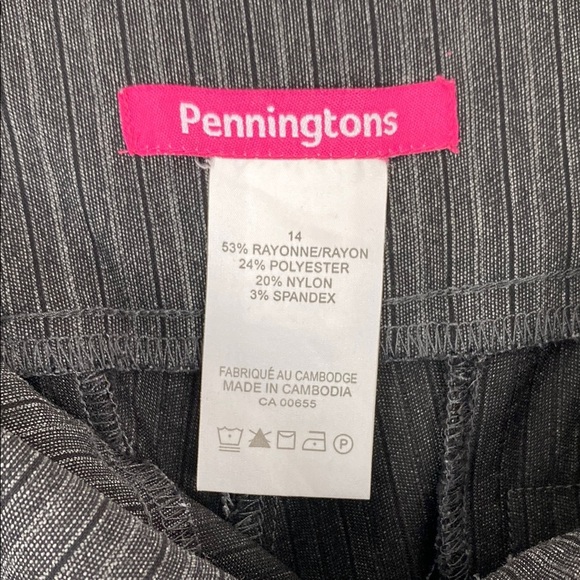 Penningtons
14
53% RAYONNE/RAYON
24% POLYESTER
20% NYLON
3% SPANDEX
FABRIQUÉ AU CAMBODGE
MADE IN CAMBODIA
CA 00655
P